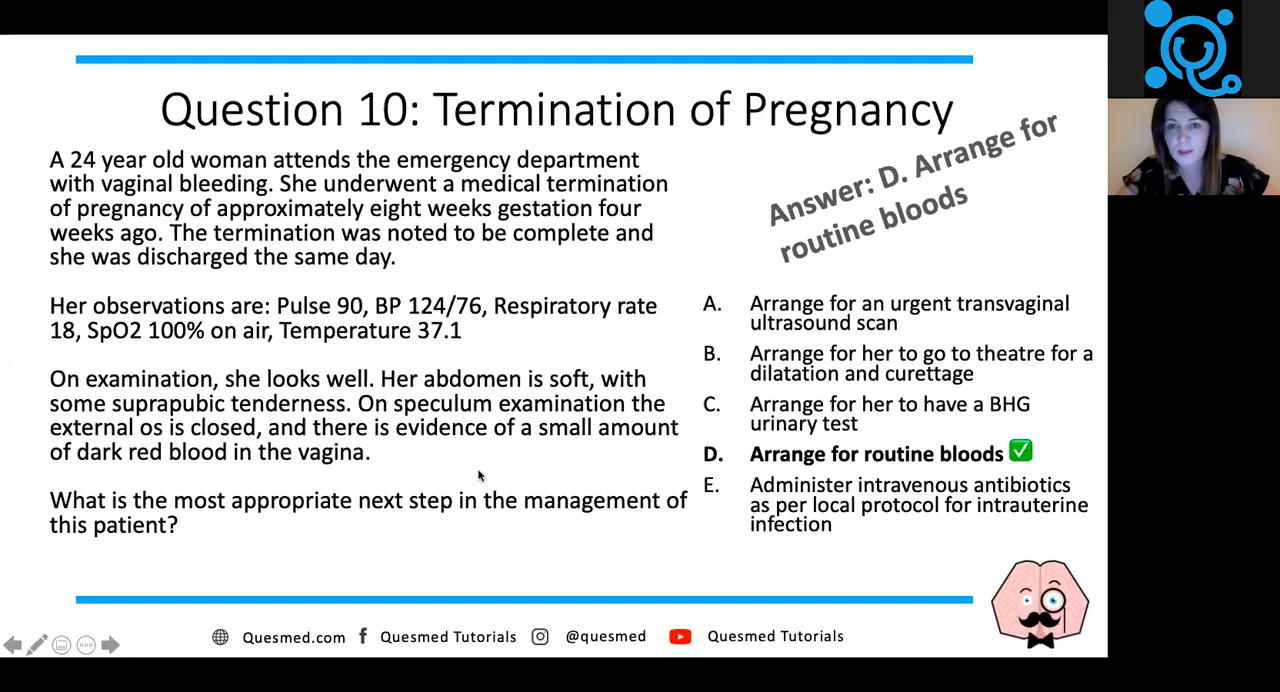 Question 10: Termination of Pregnancy
Answer: D. Arrange for
routine bloods
A 24 year old woman attends the emergency department
with vaginal bleeding. She underwent a medical termination
of pregnancy of approximately eight weeks gestation four
weeks ago. The termination was noted to be complete and
she was discharged the same day.
Her observations are: Pulse 90, BP 124/76, Respiratory rate
18, SpO2 100% on air, Temperature 37.1
On examination, she looks well. Her abdomen is soft, with
some suprapubic tenderness. On speculum examination the
external os is closed, and there is evidence of a small amount
of dark red blood in the vagina.
What is the most appropriate next step in the management of
this patient?
A. Arrange for an urgent transvaginal
ultrasound scan
B. Arrange for her to go to theatre for a
dilatation and curettage
C. Arrange for her to have a BHG
urinary test
D. Arrange for routine bloods
E. Administer intravenous antibiotics
as per local protocol for intrauterine
infection
Quesmed.com f Quesmed Tutorials @quesmed Quesmed Tutorials